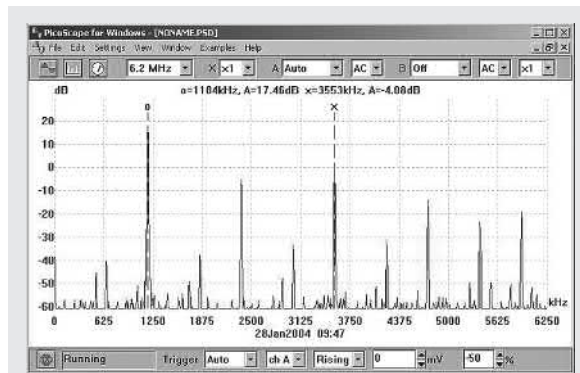 PicoScope for Windows - [NONAME.PSD]
File Edit Settings View Window Examples Help
6.2 MHz X x1 A Auto AC B Off AC x1
dB o=1184kHz, A=17.46dB x=3553kHz, A=-4.08dB
o x
20
10
0
-10
-20
-30
-40
-50
-60
kHz
0 625 1250 1875 2500 3125 3750 4375 5000 5625 6250
28Jan2004 09:47
Running Trigger Auto ch A Rising 0 mV -50 %